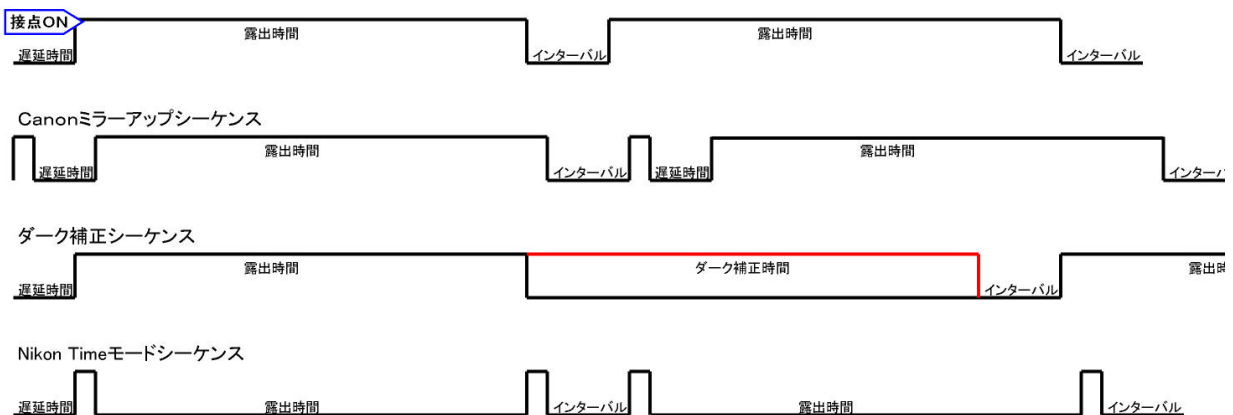 接点ON
露出時間 露出時間
遅延時間 インターバル インターバル
Canonミラーアップシーケンス
露出時間 露出時間
遅延時間 インターバル 遅延時間 インター
ダーク補正シーケンス
露出時間 ダーク補正時間 露出
遅延時間 インターバル
Nikon Timeモードシーケンス
遅延時間 露出時間 インターバル 露出時間 インターバル